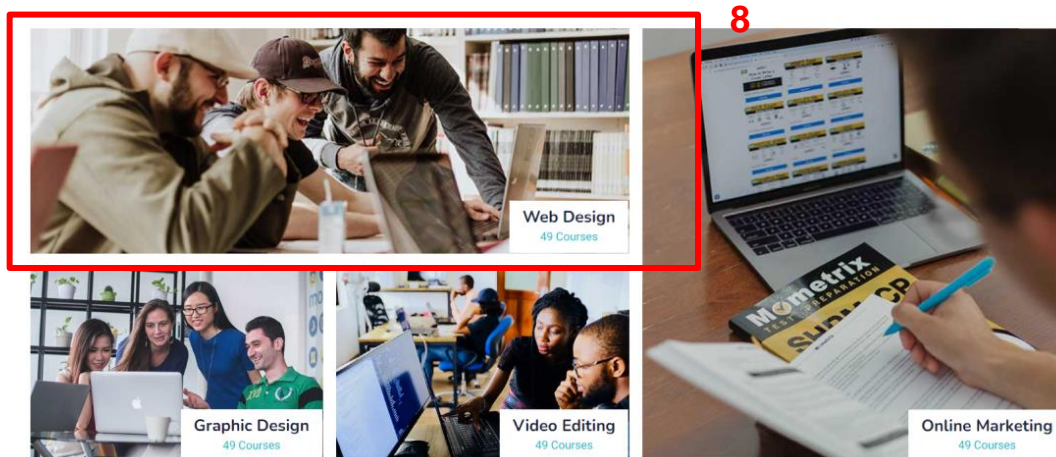 8
Web Design
49 Courses
Mometrix
TEST PREPARATION
Graphic Design
49 Courses
Video Editing
49 Courses
Online Marketing
49 Courses